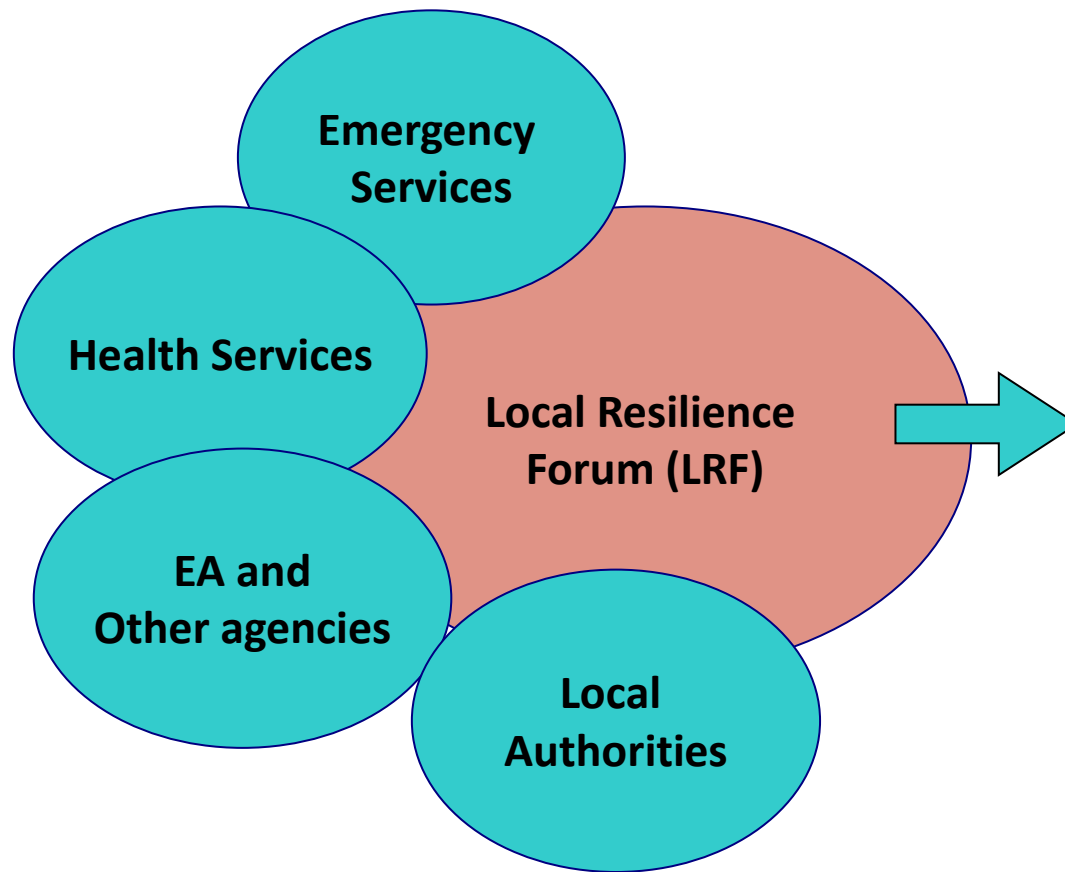 Emergency
Services
Health Services
Local Resilience
Forum (LRF)
EA and
Other agencies
Local
Authorities